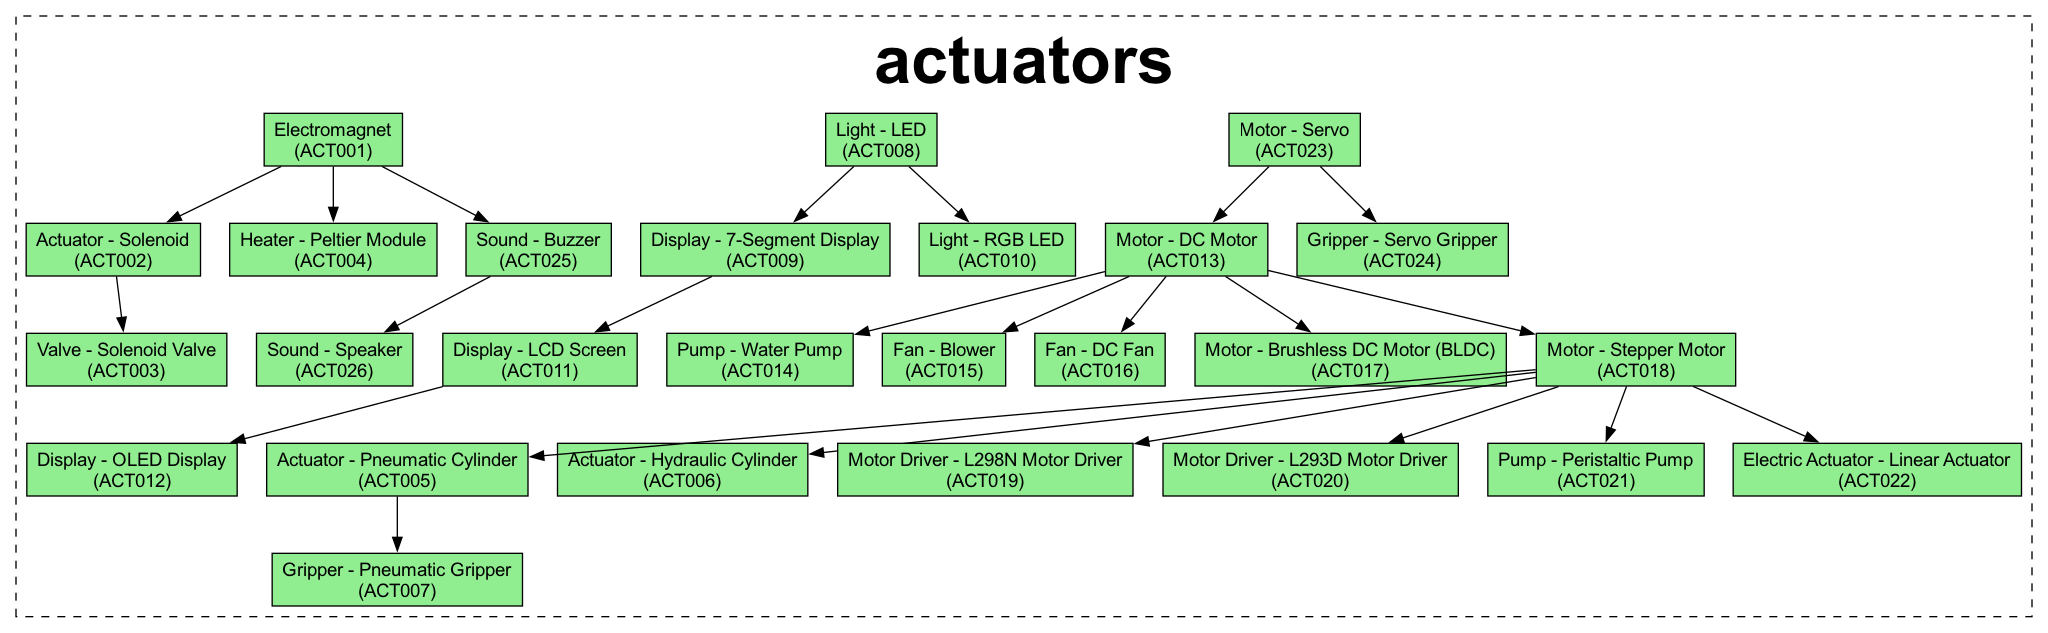 actuators
Electromagnet
(ACT001)
Light - LED
(ACT008)
Motor - Servo
(ACT023)
Actuator - Solenoid
(ACT002)
Heater - Peltier Module
(ACT004)
Sound - Buzzer
(ACT025)
Display - 7-Segment Display
(ACT009)
Light - RGB LED
(ACT010)
Motor - DC Motor
(ACT013)
Gripper - Servo Gripper
(ACT024)
Valve - Solenoid Valve
(ACT003)
Sound - Speaker
(ACT026)
Display - LCD Screen
(ACT011)
Pump - Water Pump
(ACT014)
Fan - Blower
(ACT015)
Fan - DC Fan
(ACT016)
Motor - Brushless DC Motor (BLDC)
(ACT017)
Motor - Stepper Motor
(ACT018)
Display - OLED Display
(ACT012)
Actuator - Pneumatic Cylinder
(ACT005)
Actuator - Hydraulic Cylinder
(ACT006)
Motor Driver - L298N Motor Driver
(ACT019)
Motor Driver - L293D Motor Driver
(ACT020)
Pump - Peristaltic Pump
(ACT021)
Electric Actuator - Linear Actuator
(ACT022)
Gripper - Pneumatic Gripper
(ACT007)